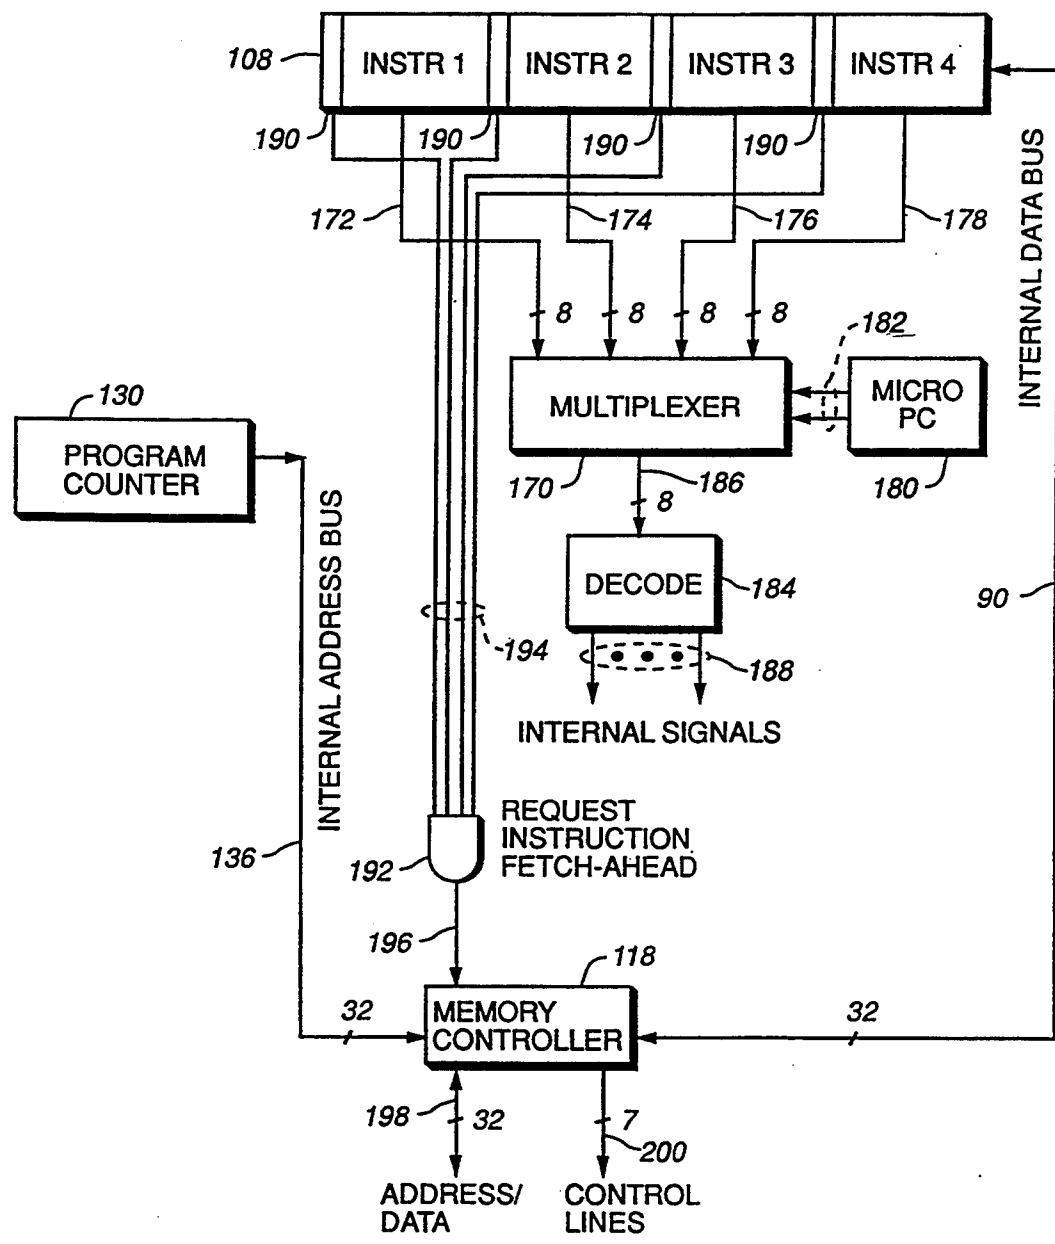 108
INSTR 1
INSTR 2
INSTR 3
INSTR 4
190
190
190
190
172
174
176
178
INTERNAL DATA BUS
8
8
8
8
182
130
PROGRAM
COUNTER
MULTIPLEXER
MICRO
PC
170
186
180
8
INTERNAL ADDRESS BUS
DECODE
184
90
194
188
INTERNAL SIGNALS
REQUEST
INSTRUCTION
FETCH-AHEAD
136
192
196
118
32
MEMORY
CONTROLLER
32
198
32
7
200
ADDRESS/
DATA
CONTROL
LINES